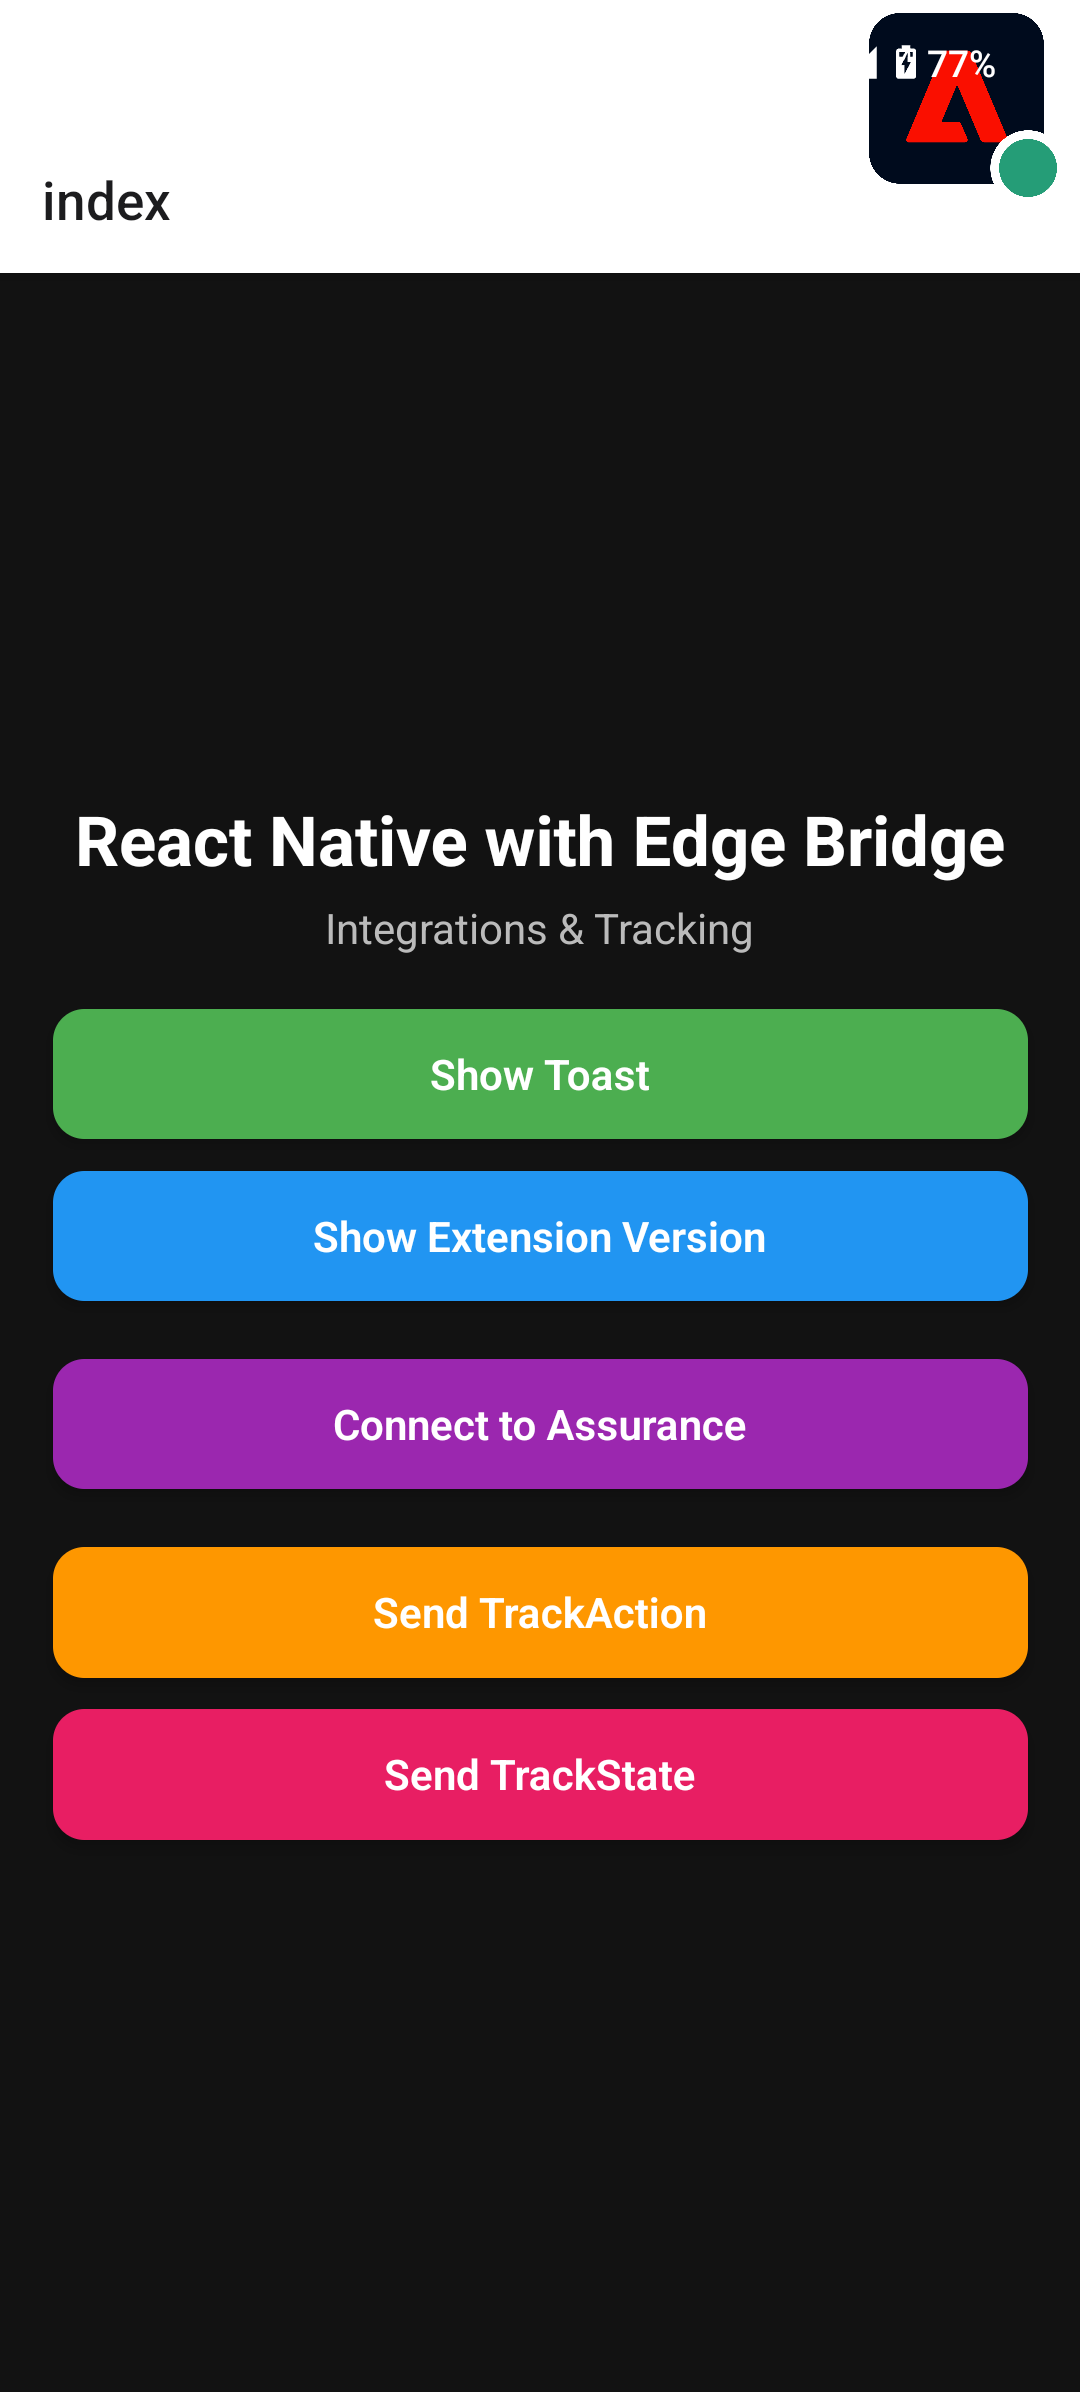 77%
index
React Native with Edge Bridge
Integrations & Tracking
Show Toast
Show Extension Version
Connect to Assurance
Send TrackAction
Send TrackState